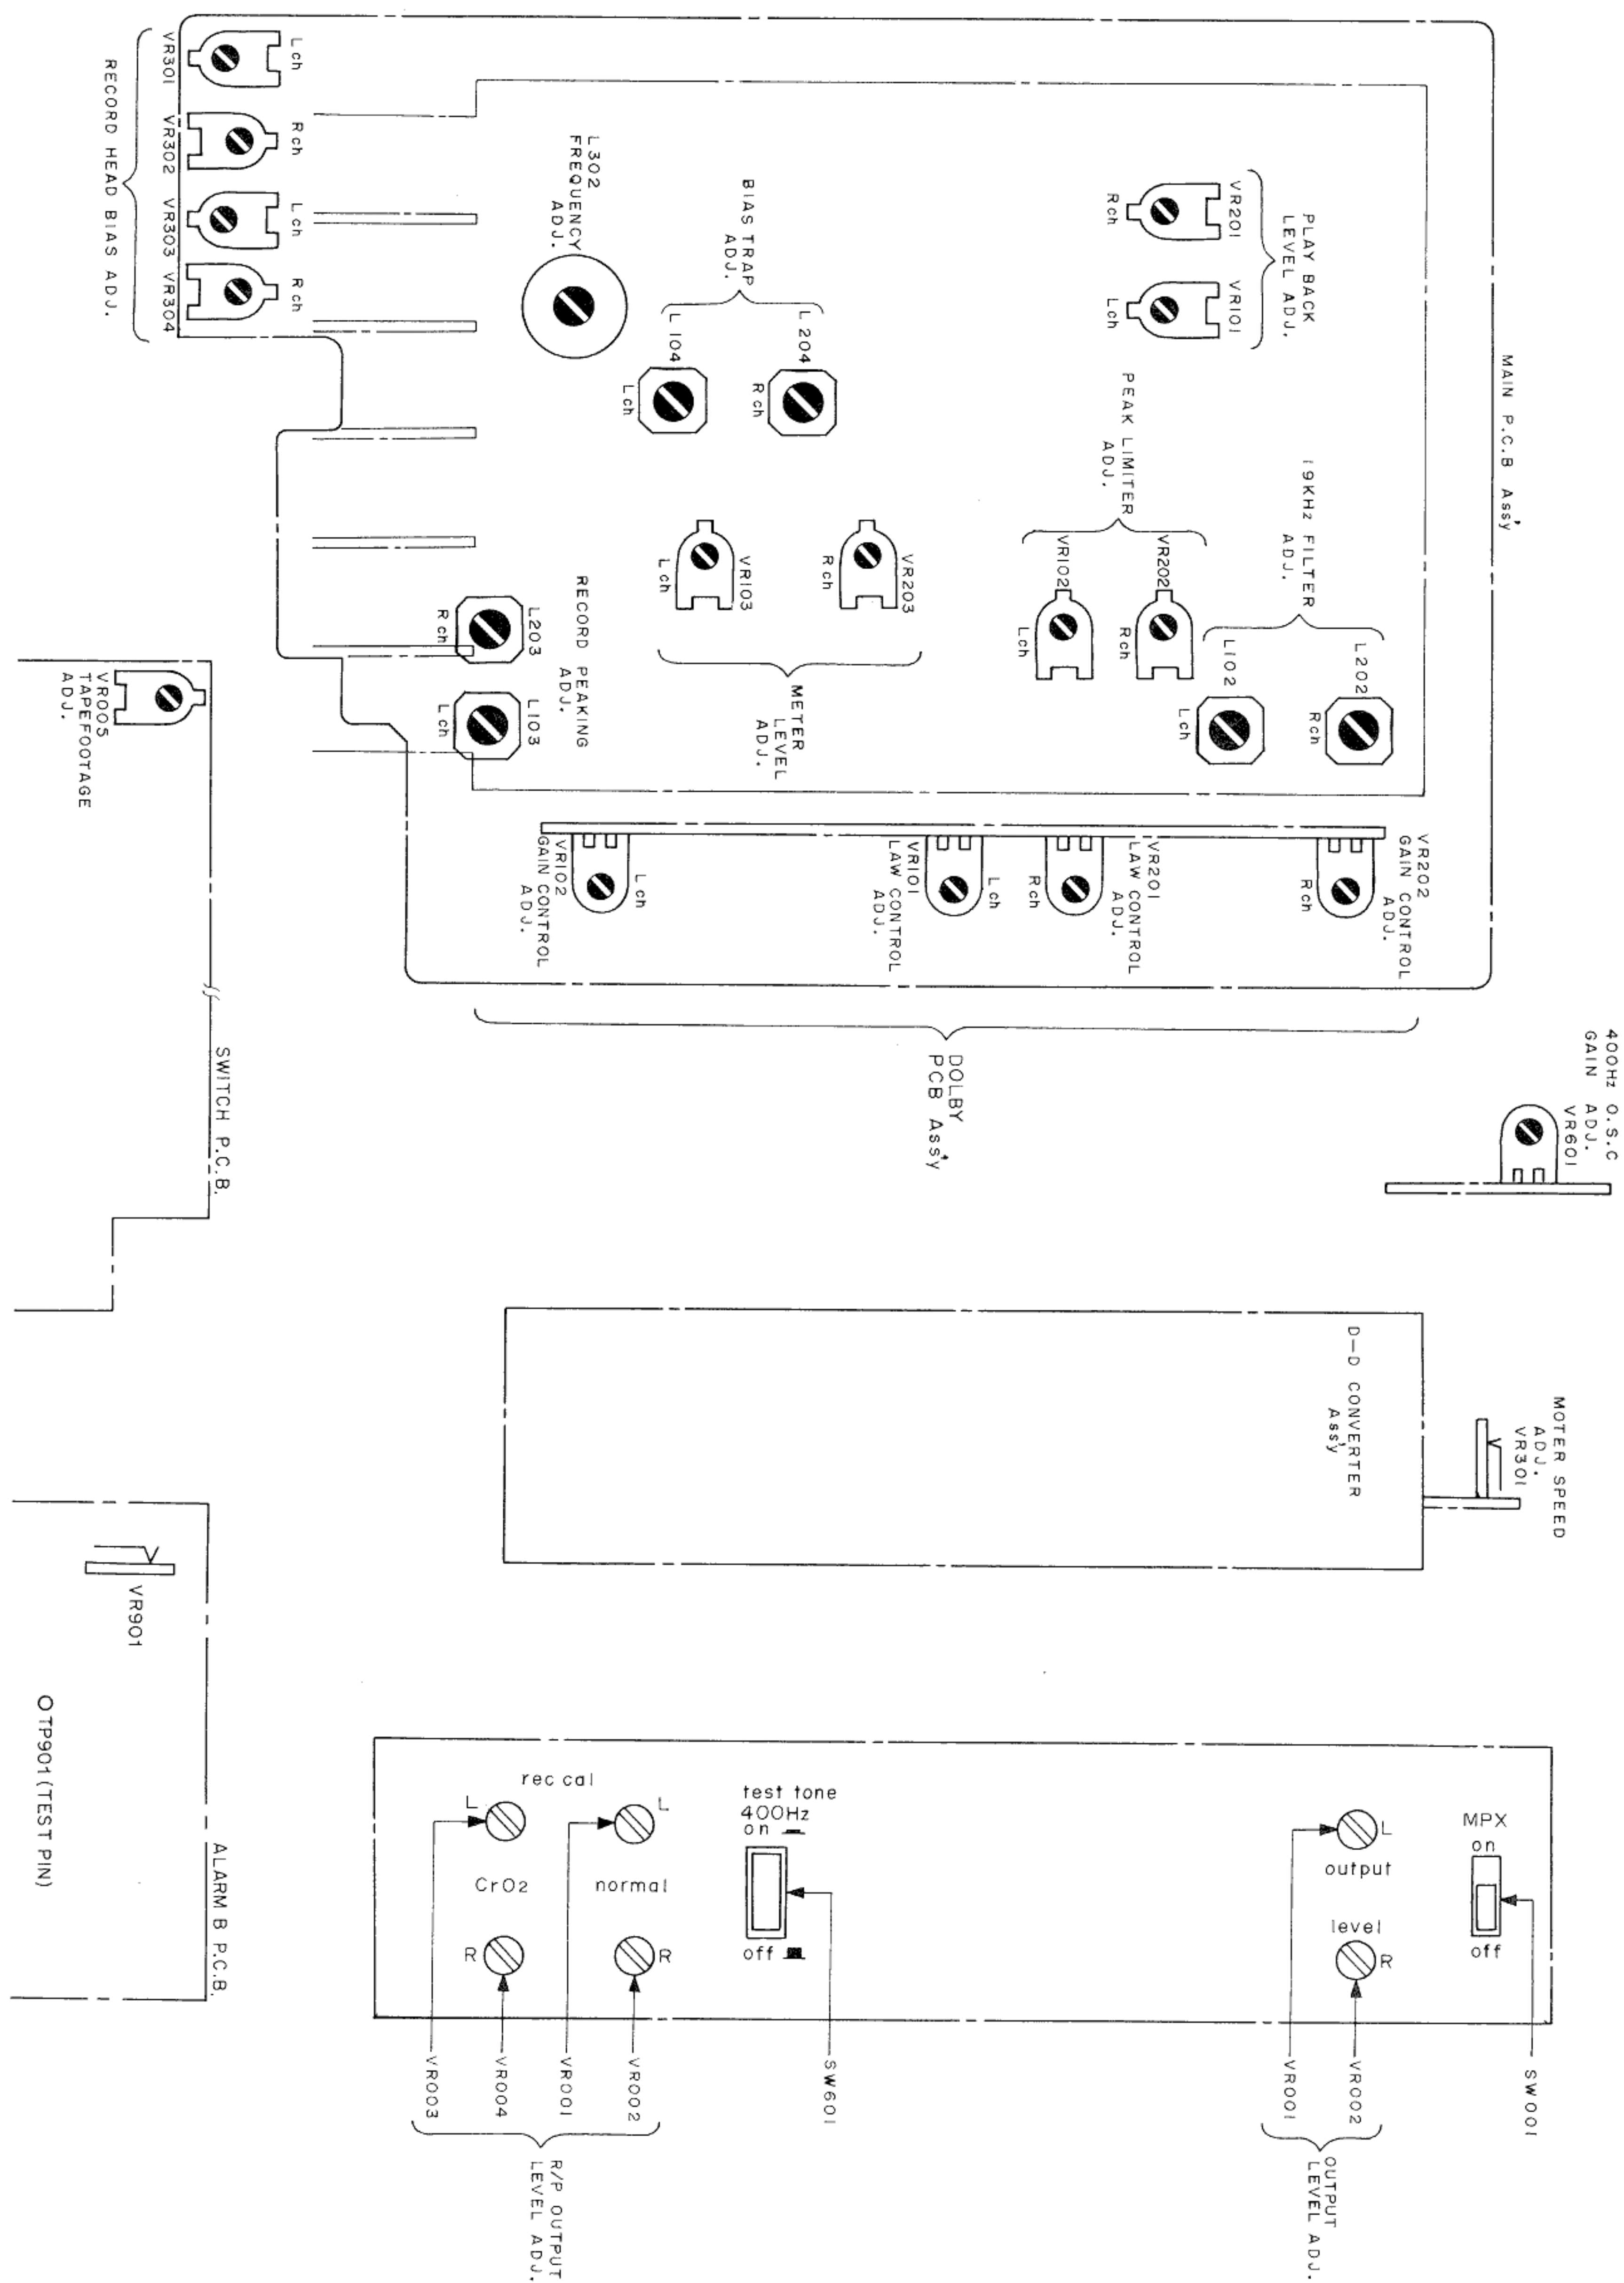 MAIN P.C.B Ass'y
PLAY BACK
LEVEL ADJ.
VR201
Rch
VR101
Lch
19KHz FILTER
ADJ.
L202
Rch
L102
Lch
PEAK LIMITER
ADJ.
VR202
Rch
VR102
Lch
BIAS TRAP
ADJ.
L 204
Rch
L 104
Lch
VR203
Rch
VR103
Lch
METER
LEVEL
ADJ.
L302
FREQUENCY
ADJ.
RECORD PEAKING
ADJ.
L203
Rch
L103
Lch
Lch
VR301
Rch
VR302
Lch
VR303
Rch
VR304
RECORD HEAD BIAS ADJ.
VR202
GAIN CONTROL
ADJ.
Rch
VR201
LAW CONTROL
ADJ.
Rch
Lch
VR101
LAW CONTROL
ADJ.
Lch
VR102
GAIN CONTROL
ADJ.
DOLBY
PCB Ass'y
400Hz O.S.C
GAIN ADJ.
VR601
VR005
TAPEFOOTAGE
ADJ.
SWITCH P.C.B.
MOTER SPEED
ADJ.
VR301
D-D CONVERTER
Ass'y
VR901
TP901 (TEST PIN)
ALARM B P.C.B.
MPX
on
off
L
output
level
R
test tone
400Hz
on
off
rec cal
L
L
CrO2
normal
R
R
SW001
VR002
VR001
OUTPUT
LEVEL ADJ.
SW601
VR002
VR001
VR004
VR003
R/P OUTPUT
LEVEL ADJ.